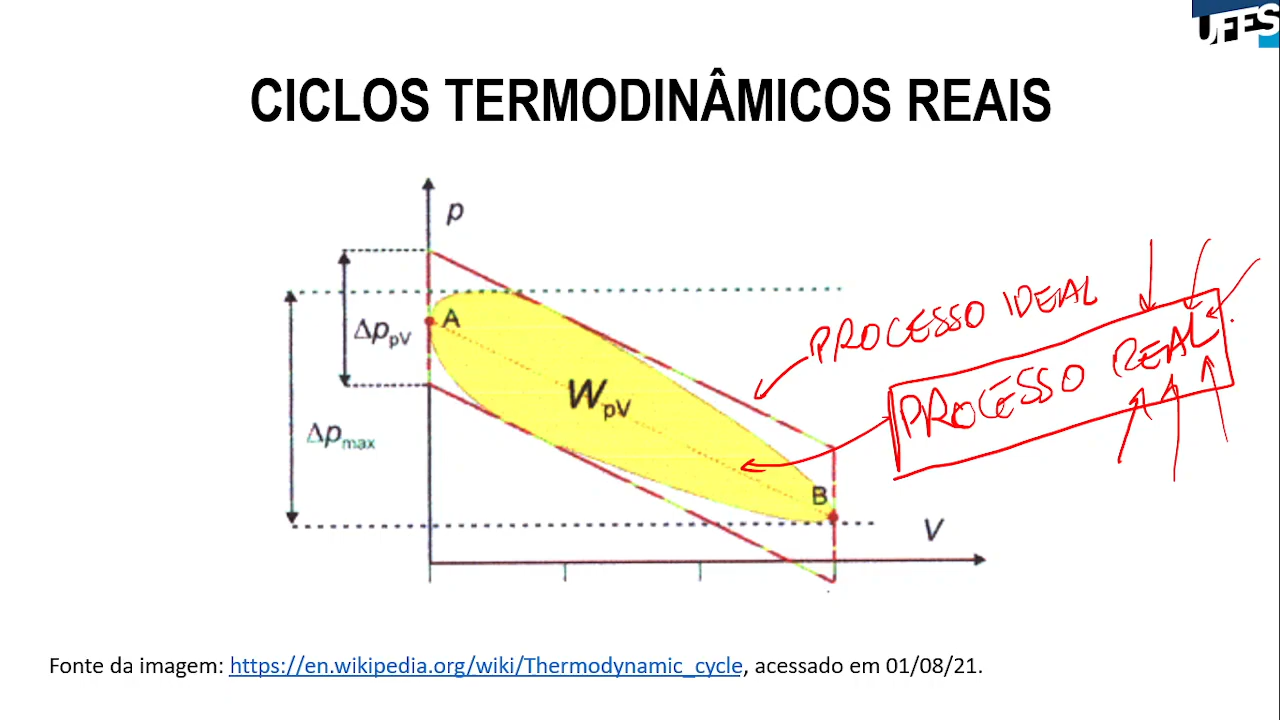 UFES
CICLOS TERMODINÂMICOS REAIS
p
A
Δp_pV
W_pV
Δp_max
B
V
PROCESSO IDEAL
PROCESSO REAL
Fonte da imagem: https://en.wikipedia.org/wiki/Thermodynamic_cycle, acessado em 01/08/21.